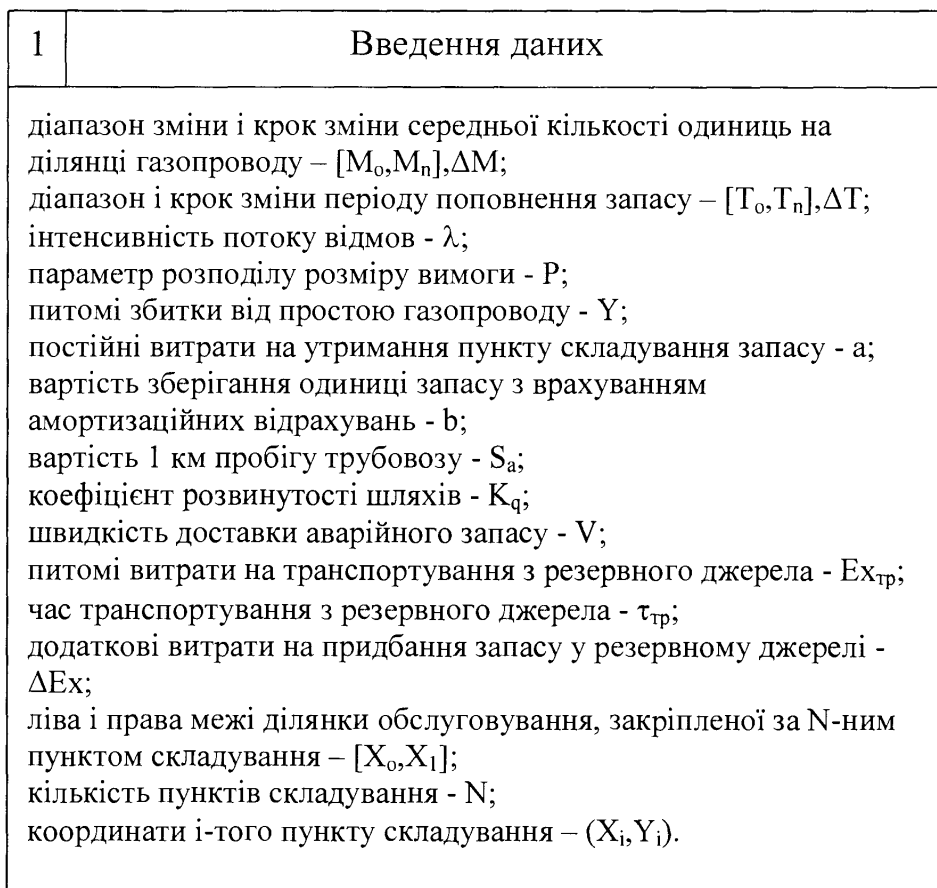 1 Введення даних
діапазон зміни і крок зміни середньої кількості одиниць на
ділянці газопроводу – [Mₒ,Mₙ],ΔM;
діапазон і крок зміни періоду поповнення запасу – [Tₒ,Tₙ],ΔT;
інтенсивність потоку відмов - λ;
параметр розподілу розміру вимоги - P;
питомі збитки від простою газопроводу - Y;
постійні витрати на утримання пункту складування запасу - a;
вартість зберігання одиниці запасу з врахуванням
амортизаційних відрахувань - b;
вартість 1 км пробігу трубовозу - Sₐ;
коефіцієнт розвинутості шляхів - K_q;
швидкість доставки аварійного запасу - V;
питомі витрати на транспортування з резервного джерела - Ex_тр;
час транспортування з резервного джерела - τ_тр;
додаткові витрати на придбання запасу у резервному джерелі -
ΔEx;
ліва і права межі ділянки обслуговування, закріпленої за N-ним
пунктом складування – [Xₒ,X₁];
кількість пунктів складування - N;
координати і-того пункту складування – (Xᵢ,Yᵢ).